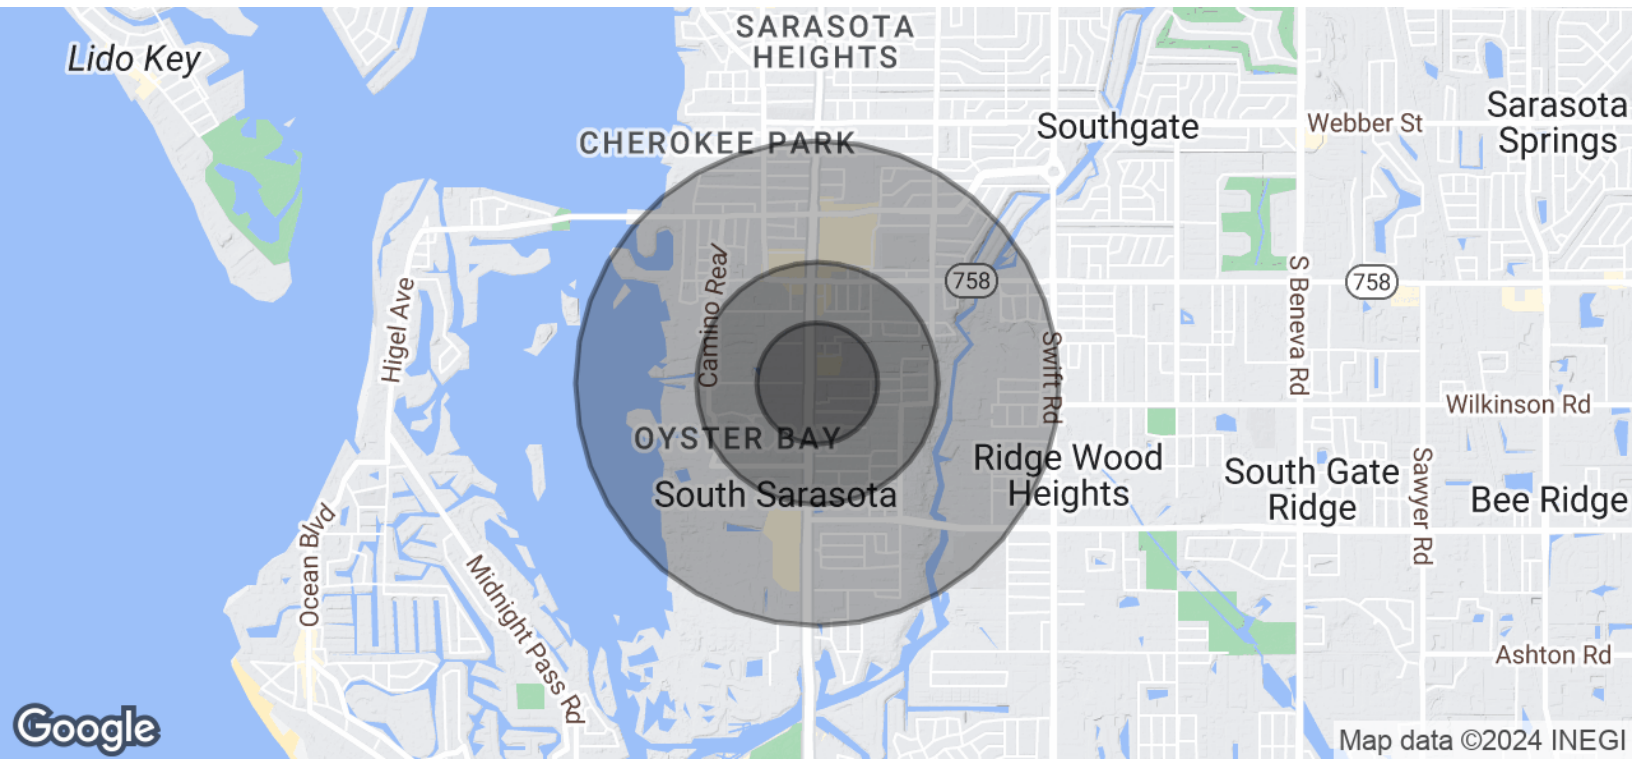 SARASOTA
HEIGHTS
Lido Key
Sarasota
Springs
Southgate
Webber St
CHEROKEE PARK
Camino Real
758
758
Higel Ave
S Beneva Rd
Swift Rd
Wilkinson Rd
OYSTER BAY
Ridge Wood
Heights
South Gate
Ridge
South Sarasota
Bee Ridge
Sawyer Rd
Ocean Blvd
Midnight Pass Rd
Ashton Rd
Google
Map data ©2024 INEGI